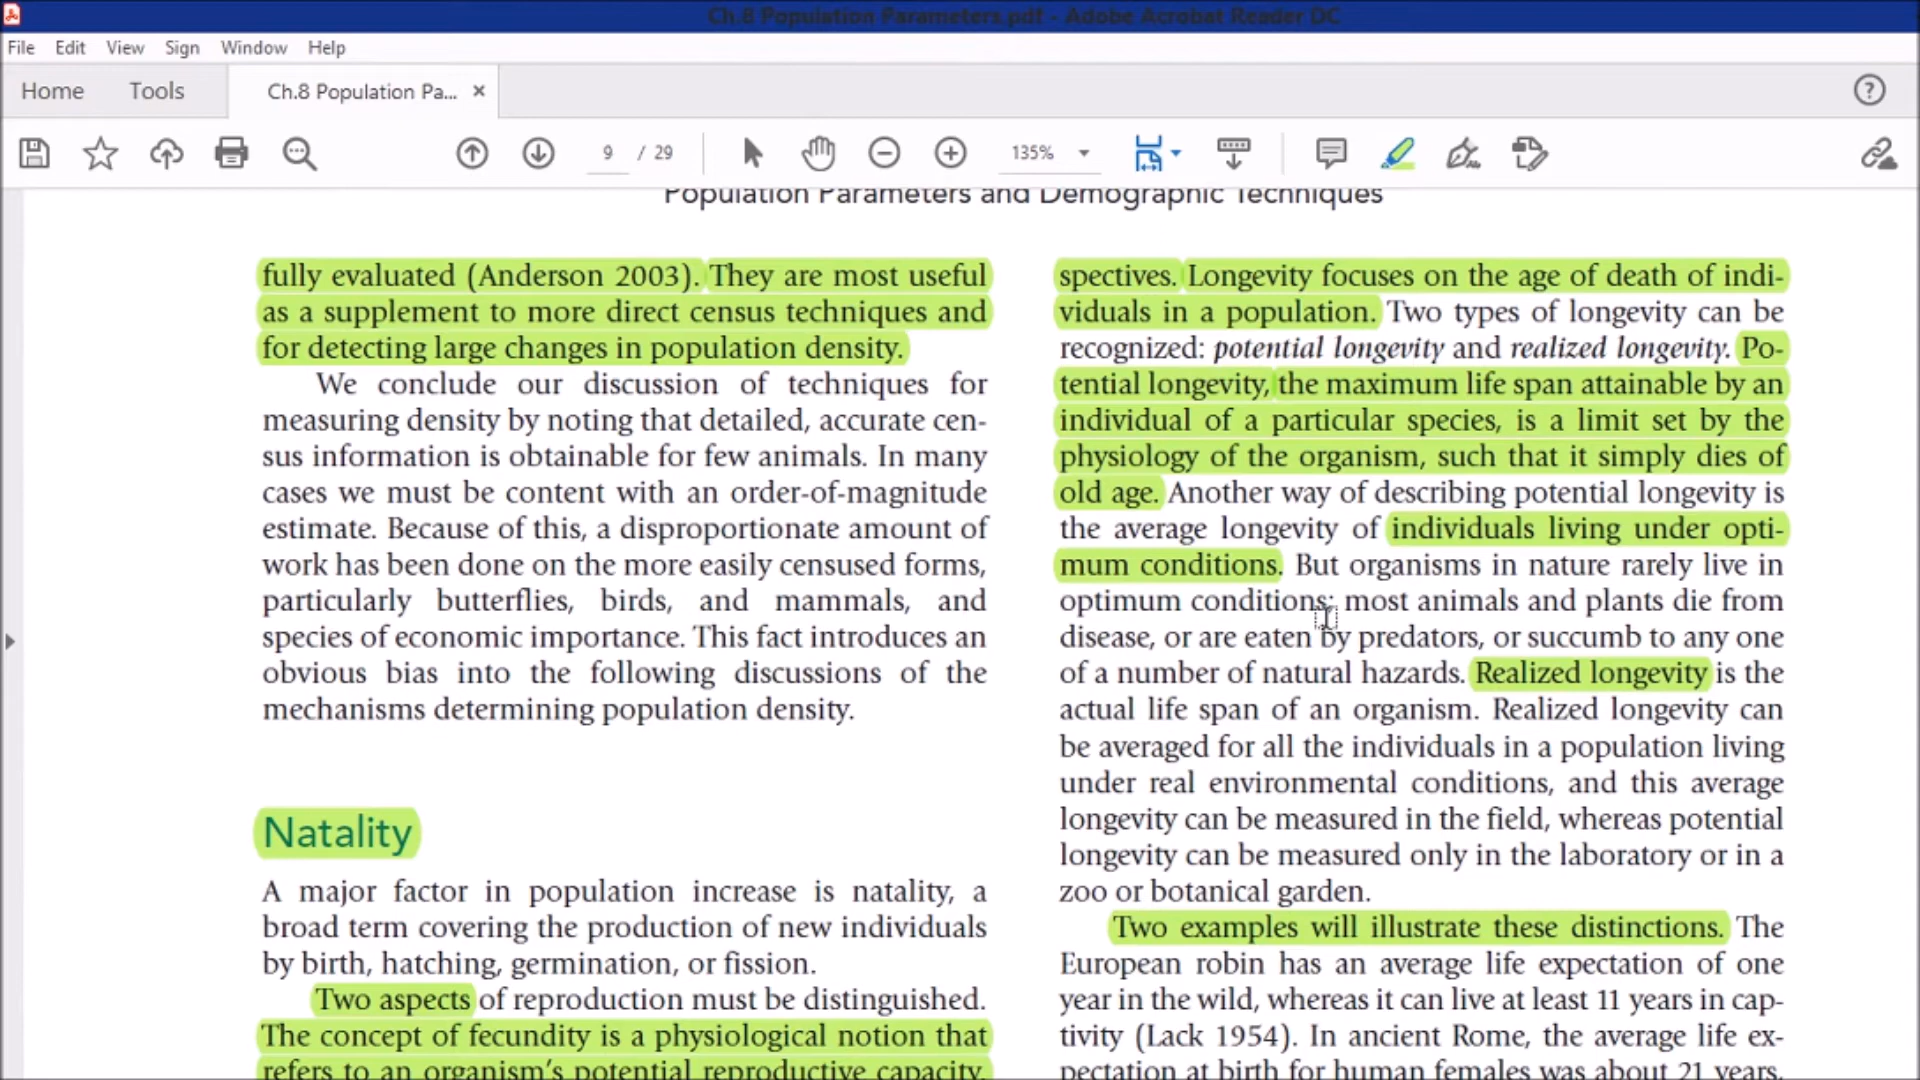 Ch.8 Population Parameters.pdf - Adobe Acrobat Reader DC
File Edit View Sign Window Help
Home Tools Ch.8 Population Pa... ×
9 / 29 135%
Population Parameters and Demographic Techniques
fully evaluated (Anderson 2003). They are most useful
as a supplement to more direct census techniques and
for detecting large changes in population density.
We conclude our discussion of techniques for
measuring density by noting that detailed, accurate cen-
sus information is obtainable for few animals. In many
cases we must be content with an order-of-magnitude
estimate. Because of this, a disproportionate amount of
work has been done on the more easily censused forms,
particularly butterflies, birds, and mammals, and
species of economic importance. This fact introduces an
obvious bias into the following discussions of the
mechanisms determining population density.
Natality
A major factor in population increase is natality, a
broad term covering the production of new individuals
by birth, hatching, germination, or fission.
Two aspects of reproduction must be distinguished.
The concept of fecundity is a physiological notion that
refers to an organism's potential reproductive capacity.
spectives. Longevity focuses on the age of death of indi-
viduals in a population. Two types of longevity can be
recognized: potential longevity and realized longevity. Po-
tential longevity, the maximum life span attainable by an
individual of a particular species, is a limit set by the
physiology of the organism, such that it simply dies of
old age. Another way of describing potential longevity is
the average longevity of individuals living under opti-
mum conditions. But organisms in nature rarely live in
optimum conditions; most animals and plants die from
disease, or are eaten by predators, or succumb to any one
of a number of natural hazards. Realized longevity is the
actual life span of an organism. Realized longevity can
be averaged for all the individuals in a population living
under real environmental conditions, and this average
longevity can be measured in the field, whereas potential
longevity can be measured only in the laboratory or in a
zoo or botanical garden.
Two examples will illustrate these distinctions. The
European robin has an average life expectation of one
year in the wild, whereas it can live at least 11 years in cap-
tivity (Lack 1954). In ancient Rome, the average life ex-
pectation at birth for human females was about 21 years,